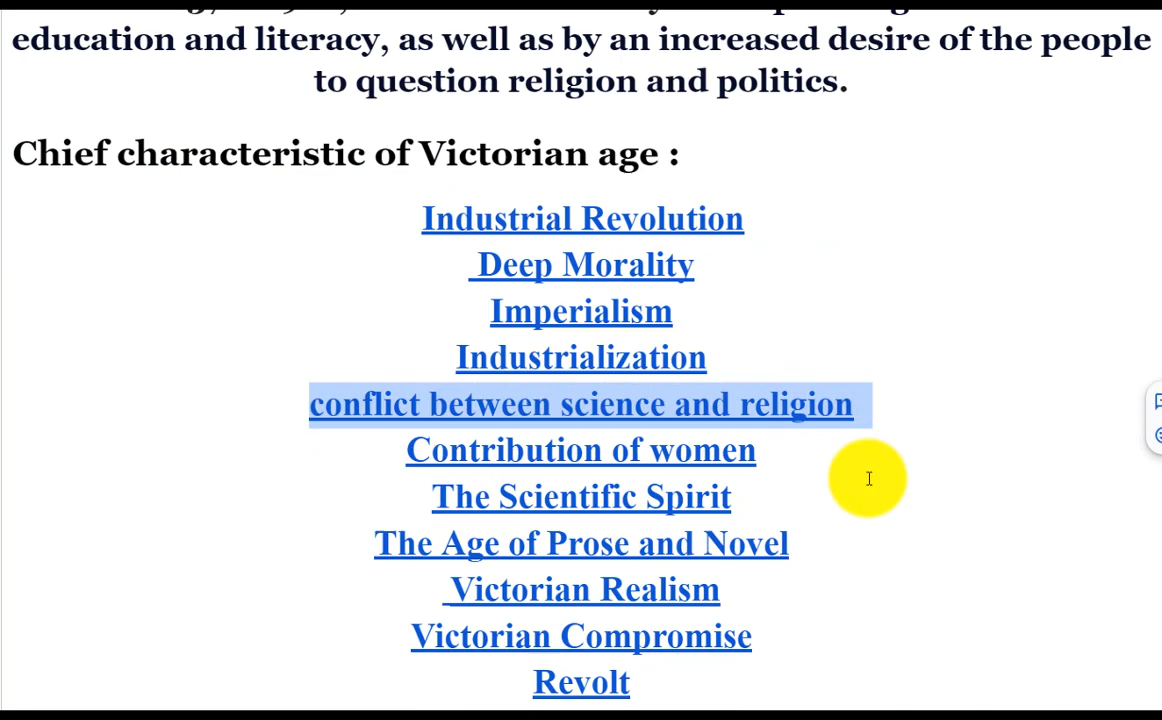 education and literacy, as well as by an increased desire of the people
to question religion and politics.
Chief characteristic of Victorian age :
Industrial Revolution
Deep Morality
Imperialism
Industrialization
conflict between science and religion
Contribution of women
The Scientific Spirit
The Age of Prose and Novel
Victorian Realism
Victorian Compromise
Revolt